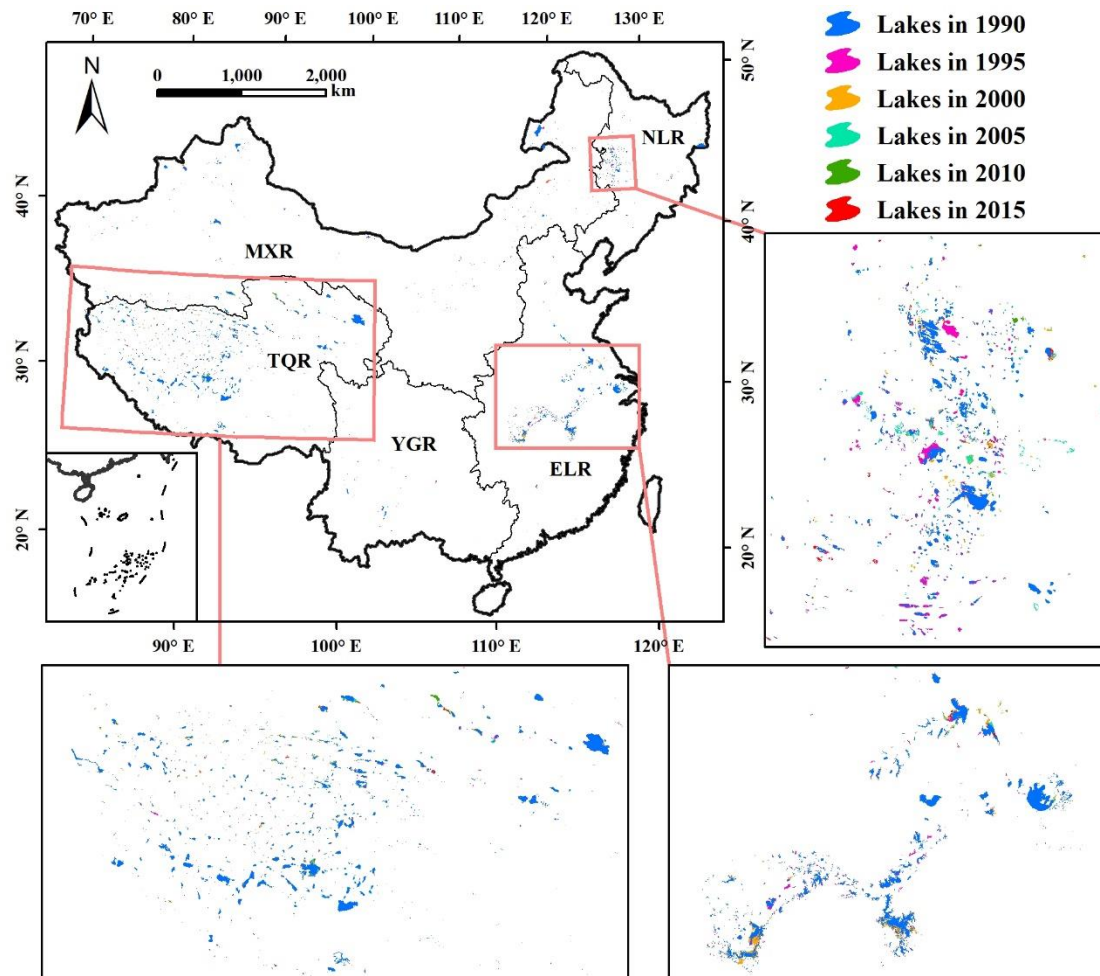 70° E 80° E 90° E 100° E 110° E 120° E 130° E
N
0 1,000 2,000
km
50° N
40° N
30° N
20° N
40° N
30° N
20° N
NLR
MXR
TQR
YGR
ELR
90° E 100° E 110° E 120° E
Lakes in 1990
Lakes in 1995
Lakes in 2000
Lakes in 2005
Lakes in 2010
Lakes in 2015